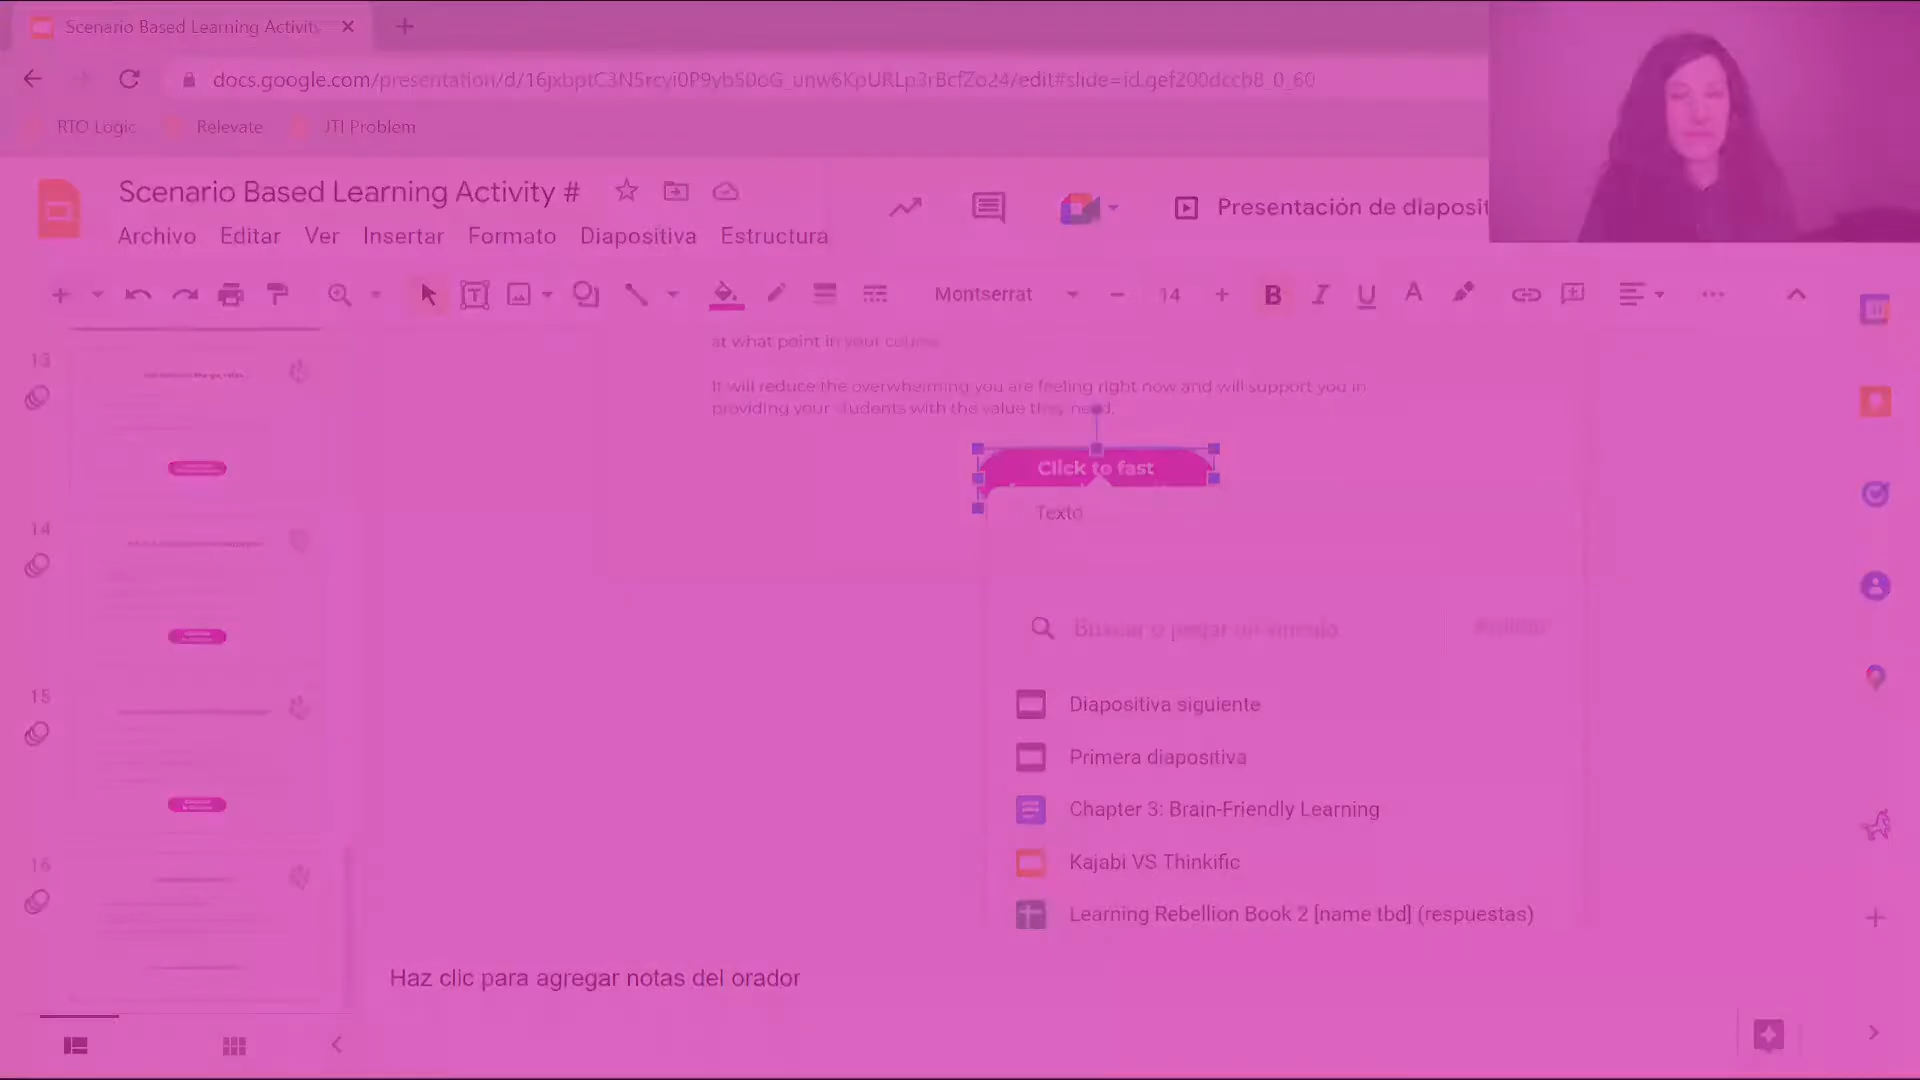 Scenario Based Learning Activity
docs.google.com/presentation/d/16jxbptC3N5rcyi0P9yb50oG_unw6KpURLp3rBcfZo24/edit#slide=id.gef200dccb8_0_60
RTO Logic Relevate JTI Problem
Scenario Based Learning Activity #
Presentación de diaposit
Archivo Editar Ver Insertar Formato Diapositiva Estructura
Montserrat 14
at what point in your course
It will reduce the overwhelming you are feeling right now and will support you in
providing your students with the value they need.
Click to fast
Texto
Buscar o pegar un vínculo
Diapositiva siguiente
Primera diapositiva
Chapter 3: Brain-Friendly Learning
Kajabi VS Thinkific
Learning Rebellion Book 2 [name tbd] (respuestas)
13
14
15
16
Haz clic para agregar notas del orador